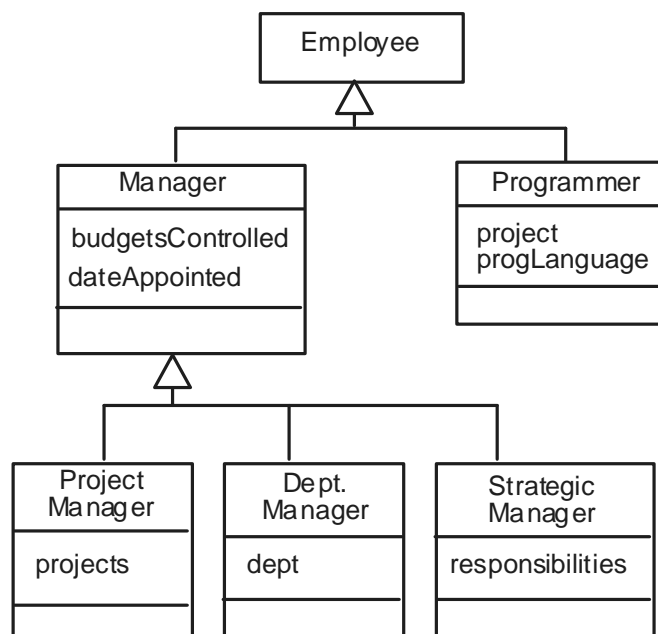 Employee
Manager
budgetsControlled
dateAppointed
Programmer
project
progLanguage
Project
Manager
projects
Dept.
Manager
dept
Strategic
Manager
responsibilities